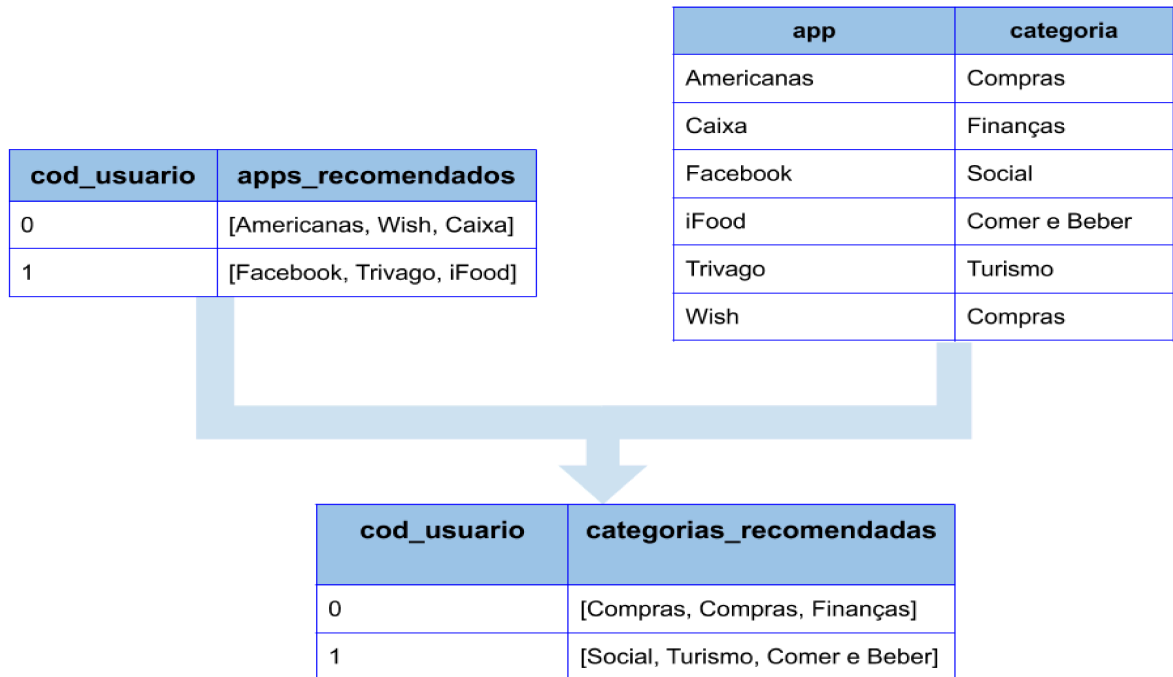 app categoria
Americanas Compras
Caixa Finanças
Facebook Social
iFood Comer e Beber
Trivago Turismo
Wish Compras
cod_usuario apps_recomendados
0 [Americanas, Wish, Caixa]
1 [Facebook, Trivago, iFood]
cod_usuario categorias_recomendadas
0 [Compras, Compras, Finanças]
1 [Social, Turismo, Comer e Beber]